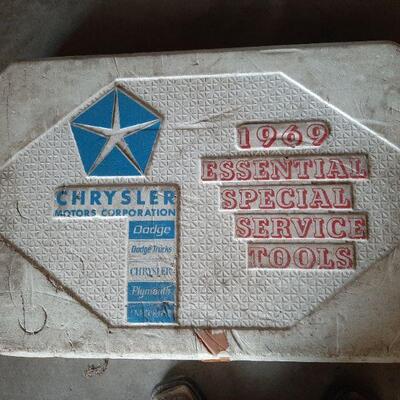 CHRYSLER
MOTORS CORPORATION
Dodge
Dodge Trucks
CHRYSLER
Plymouth
1969
ESSENTIAL
SPECIAL
SERVICE
TOOLS